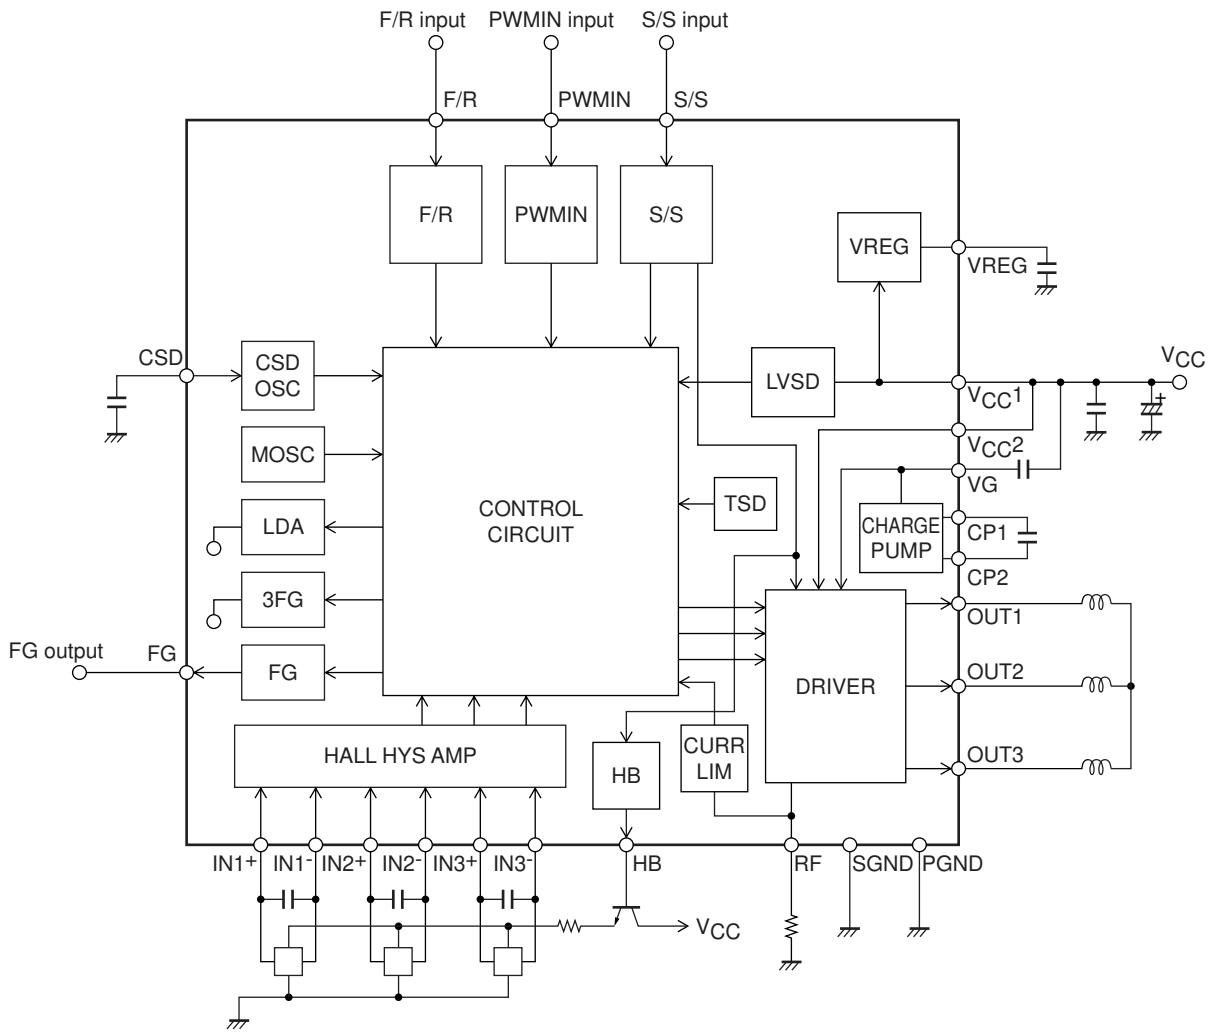 F/R input PWMIN input S/S input
F/R PWMIN S/S
F/R PWMIN S/S
VREG
VREG
CSD
CSD
OSC
LVSD
VCC
VCC1
+
MOSC
VCC2
VG
CONTROL
CIRCUIT
TSD
LDA
CHARGE
PUMP
CP1
CP2
3FG
OUT1
FG output FG
FG
DRIVER
OUT2
HALL HYS AMP
HB
CURR
LIM
OUT3
IN1+ IN1- IN2+ IN2- IN3+ IN3- HB RF SGND PGND
VCC